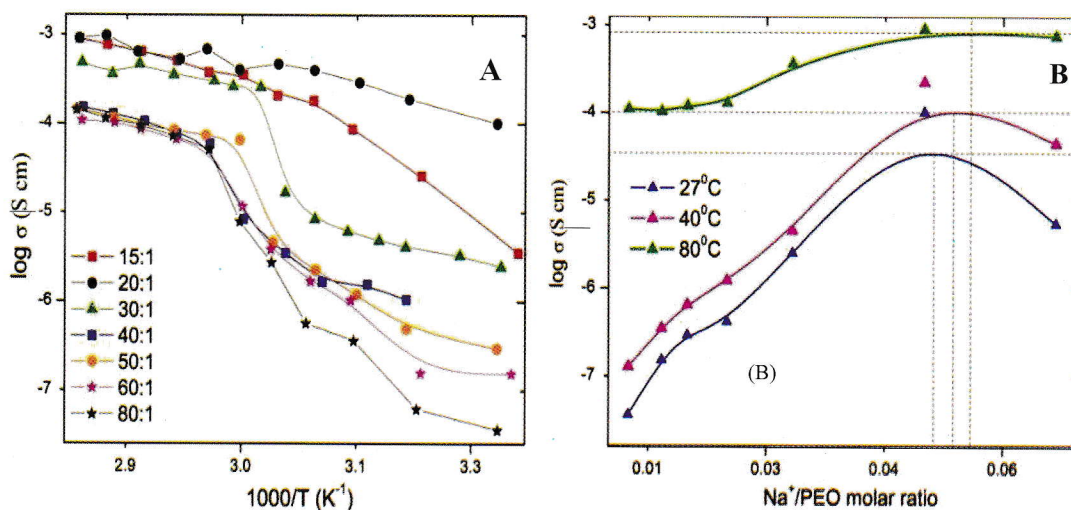 A
-3
-4
-5
-6
-7
log σ (S cm)
15:1
20:1
30:1
40:1
50:1
60:1
80:1
2.9
3.0
3.1
3.3
1000/T (K⁻¹)
B
-3
-4
-5
-6
-7
log σ (S cm)
27⁰C
40⁰C
80⁰C
(B)
0.01
0.03
0.04
0.06
Na⁺/PEO molar ratio